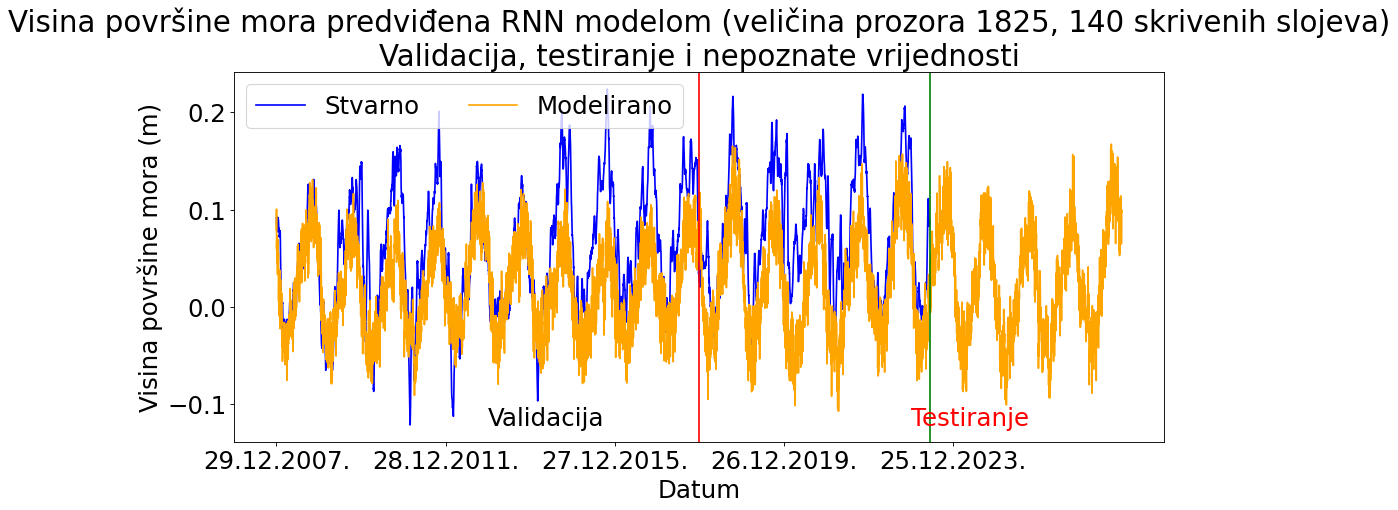 Visina površine mora predviđena RNN modelom (veličina prozora 1825, 140 skrivenih slojeva)
Validacija, testiranje i nepoznate vrijednosti
Stvarno
Modelirano
Visina površine mora (m)
0.2
0.1
0.0
−0.1
Validacija
Testiranje
29.12.2007.
28.12.2011.
27.12.2015.
26.12.2019.
25.12.2023.
Datum